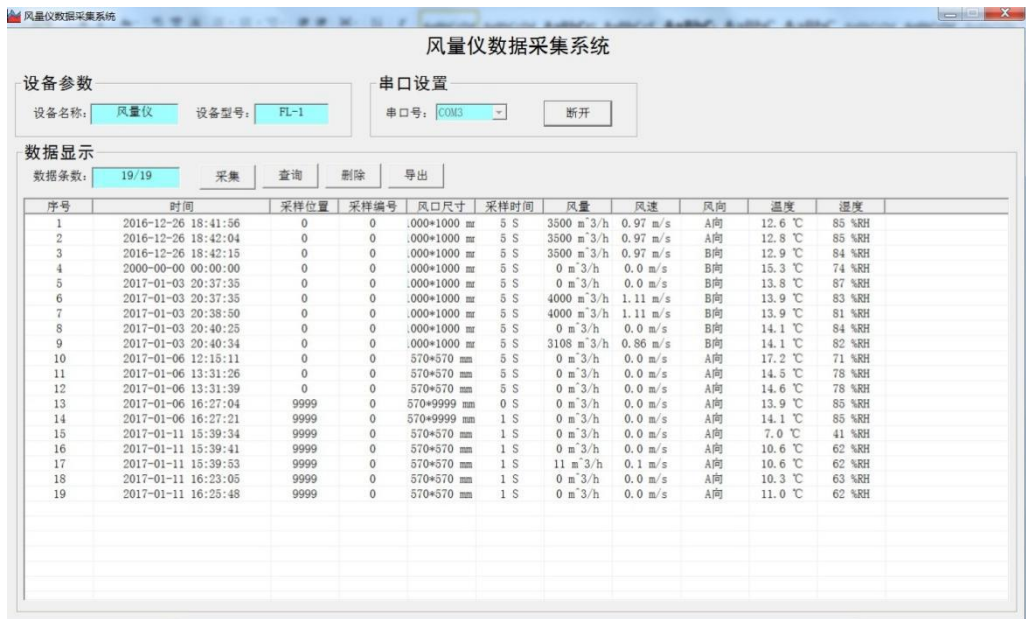 风量仪数据采集系统
风量仪数据采集系统
设备参数 串口设置
设备名称: 风量仪 设备型号: FL-1 串口号: COM3 断开
数据显示
数据条数: 19/19 采集 查询 删除 导出
序号 时间 采样位置 采样编号 风口尺寸 采样时间 风量 风速 风向 温度 湿度
1 2016-12-26 18:41:56 0 0 000*1000 5 S 3500 m^3/h 0.97 m/s A向 12.6 ℃ 85 %RH
2 2016-12-26 18:42:04 0 0 000*1000 5 S 3500 m^3/h 0.97 m/s A向 12.8 ℃ 85 %RH
3 2016-12-26 18:42:15 0 0 000*1000 5 S 3500 m^3/h 0.97 m/s B向 12.9 ℃ 84 %RH
4 2000-00-00 00:00:00 0 0 000*1000 5 S 0 m^3/h 0.0 m/s B向 15.3 ℃ 74 %RH
5 2017-01-03 20:37:35 0 0 000*1000 5 S 0 m^3/h 0.0 m/s B向 13.8 ℃ 87 %RH
6 2017-01-03 20:37:35 0 0 000*1000 5 S 4000 m^3/h 1.11 m/s B向 13.9 ℃ 83 %RH
7 2017-01-03 20:38:50 0 0 000*1000 5 S 4000 m^3/h 1.11 m/s B向 13.9 ℃ 81 %RH
8 2017-01-03 20:40:25 0 0 000*1000 5 S 0 m^3/h 0.0 m/s B向 14.1 ℃ 84 %RH
9 2017-01-03 20:40:34 0 0 000*1000 5 S 3108 m^3/h 0.86 m/s B向 14.1 ℃ 82 %RH
10 2017-01-06 12:15:11 0 0 570*570 mm 5 S 0 m^3/h 0.0 m/s A向 17.2 ℃ 71 %RH
11 2017-01-06 13:31:26 0 0 570*570 mm 5 S 0 m^3/h 0.0 m/s A向 14.5 ℃ 78 %RH
12 2017-01-06 13:31:39 0 0 570*570 mm 5 S 0 m^3/h 0.0 m/s A向 14.6 ℃ 78 %RH
13 2017-01-06 16:27:04 9999 0 570*9999 mm 0 S 0 m^3/h 0.0 m/s A向 13.9 ℃ 85 %RH
14 2017-01-06 16:27:21 9999 0 570*9999 mm 1 S 0 m^3/h 0.0 m/s A向 14.1 ℃ 85 %RH
15 2017-01-11 15:39:34 9999 0 570*570 mm 1 S 0 m^3/h 0.0 m/s A向 7.0 ℃ 41 %RH
16 2017-01-11 15:39:41 9999 0 570*570 mm 1 S 0 m^3/h 0.0 m/s A向 10.6 ℃ 62 %RH
17 2017-01-11 15:39:53 9999 0 570*570 mm 1 S 11 m^3/h 0.1 m/s A向 10.6 ℃ 62 %RH
18 2017-01-11 16:23:05 9999 0 570*570 mm 1 S 0 m^3/h 0.0 m/s A向 10.3 ℃ 63 %RH
19 2017-01-11 16:25:48 9999 0 570*570 mm 1 S 0 m^3/h 0.0 m/s A向 11.0 ℃ 62 %RH